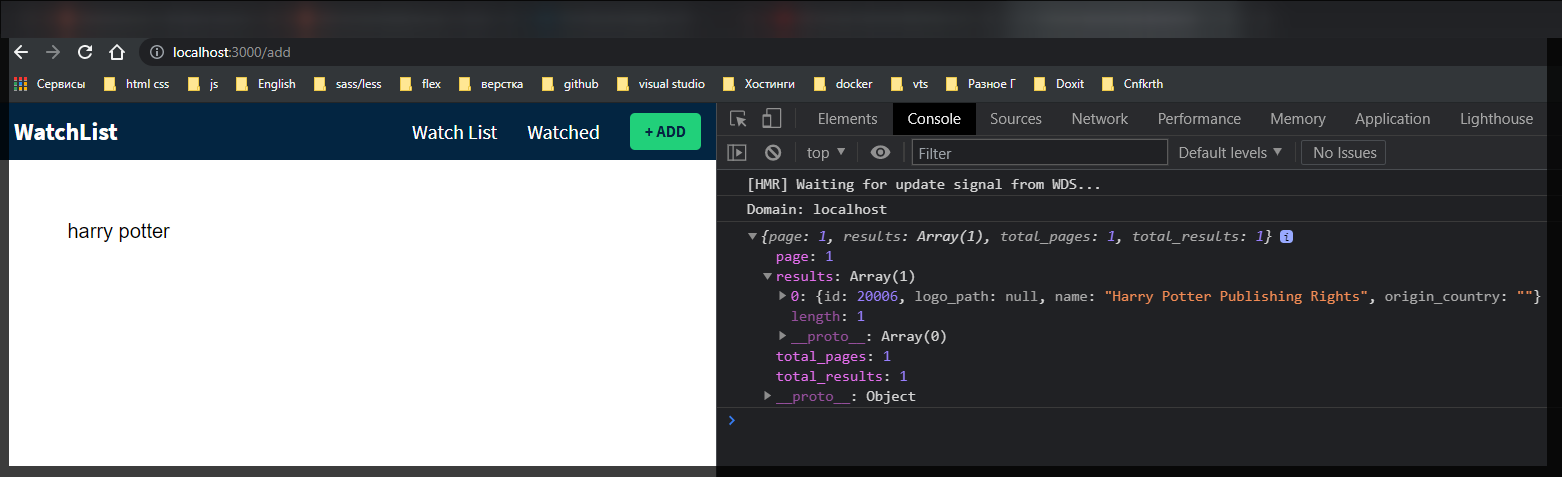 localhost:3000/add
Сервисы html css js English sass/less flex верстка github visual studio Хостинги docker vts Разное Г Doxit Cnfkrth
WatchList Watch List Watched + ADD
harry potter
Elements Console Sources Network Performance Memory Application Lighthouse
top Filter Default levels No Issues
[HMR] Waiting for update signal from WDS...
Domain: localhost
{page: 1, results: Array(1), total_pages: 1, total_results: 1} i
page: 1
results: Array(1)
0: {id: 20006, logo_path: null, name: "Harry Potter Publishing Rights", origin_country: ""}
length: 1
__proto__: Array(0)
total_pages: 1
total_results: 1
__proto__: Object